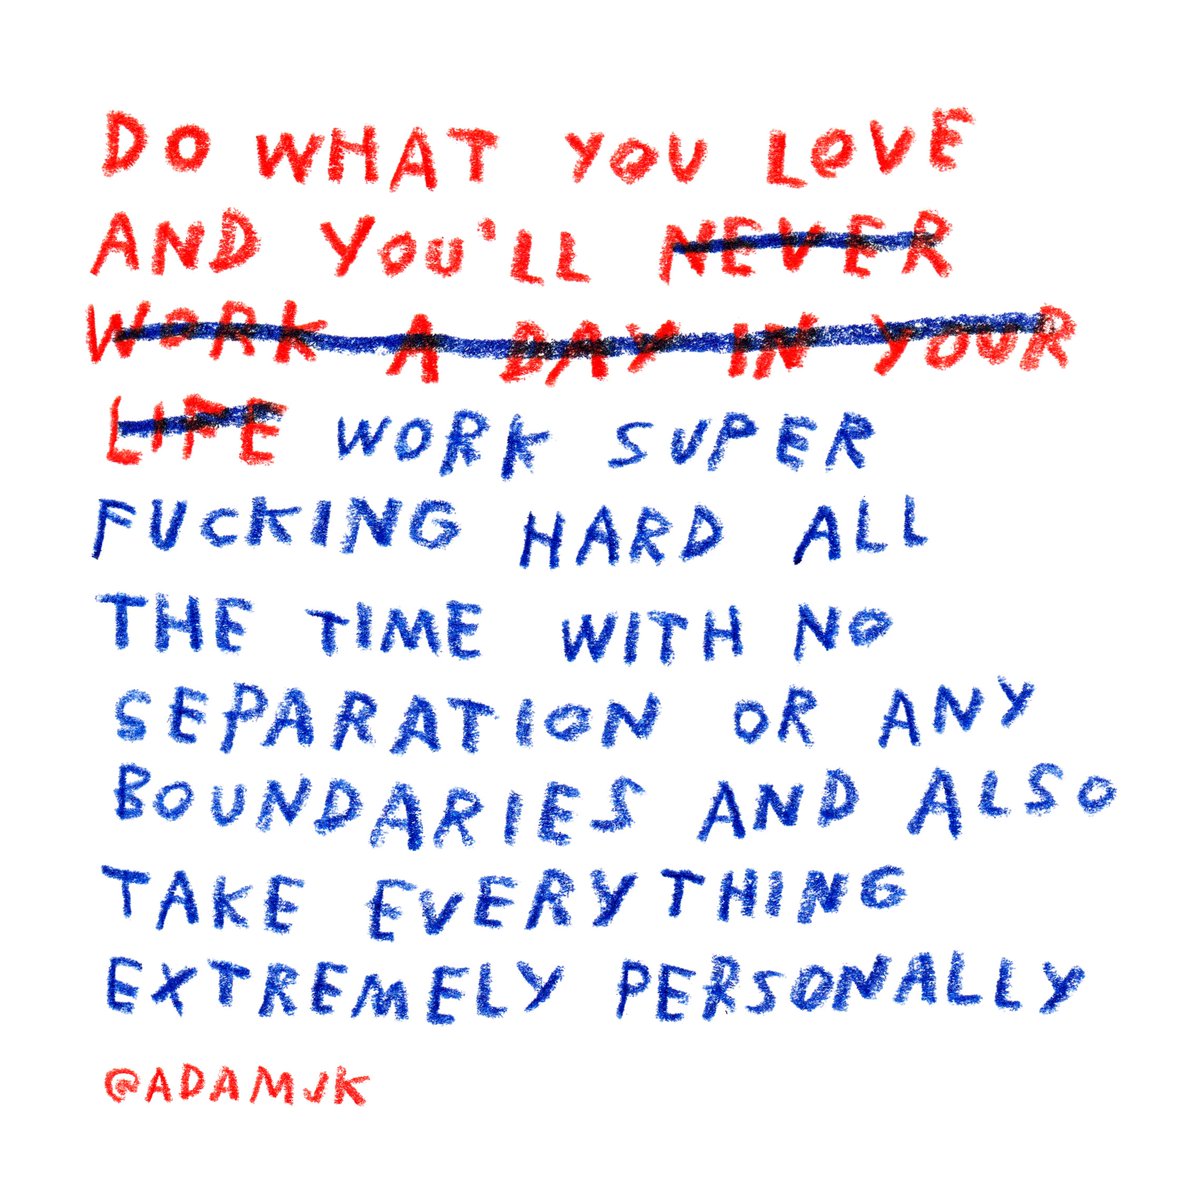 DO WHAT YOU LOVE
AND YOU'LL NEVER
WORK A DAY IN YOUR
LIFE WORK SUPER
FUCKING HARD ALL
THE TIME WITH NO
SEPARATION OR ANY
BOUNDARIES AND ALSO
TAKE EVERYTHING
EXTREMELY PERSONALLY
@ADAMJK